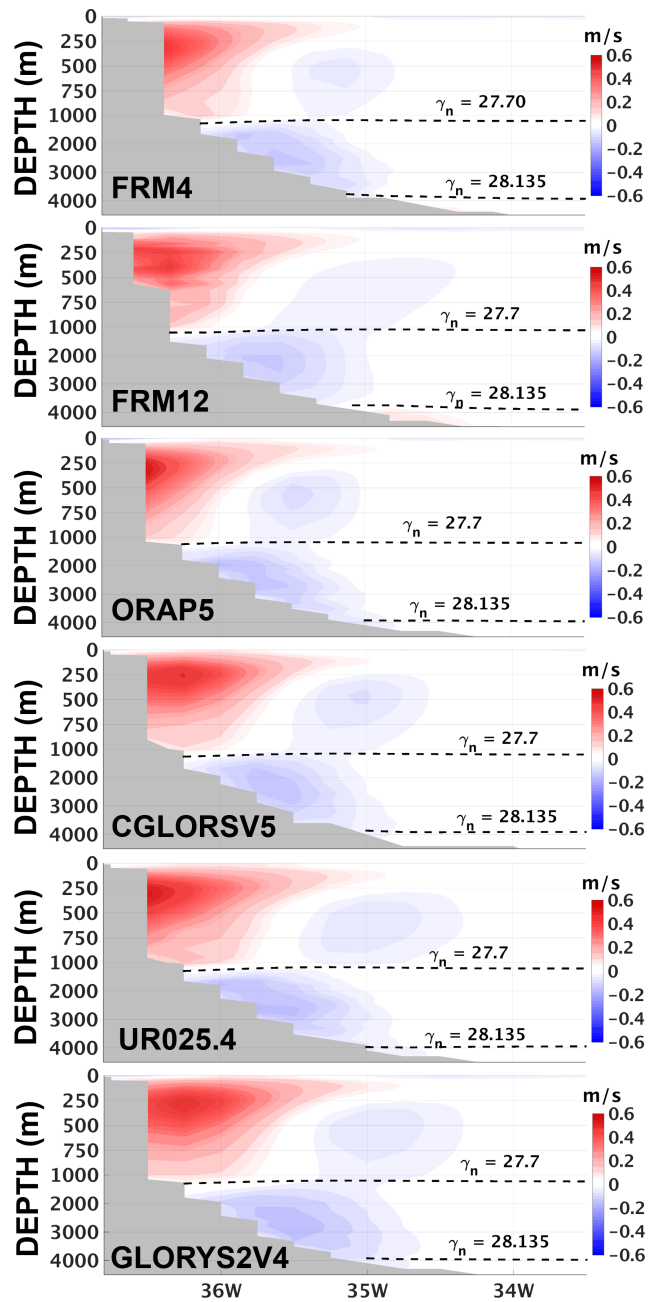 m/s
DEPTH (m)
0
250
500
750
1000
2000
3000
4000
γn = 27.70
γn = 28.135
FRM4
0.6
0.4
0.2
0
−0.2
−0.4
−0.6
m/s
DEPTH (m)
0
250
500
750
1000
2000
3000
4000
γn = 27.7
γn = 28.135
FRM12
0.6
0.4
0.2
0
−0.2
−0.4
−0.6
m/s
DEPTH (m)
0
250
500
750
1000
2000
3000
4000
γn = 27.7
γn = 28.135
ORAP5
0.6
0.4
0.2
0
−0.2
−0.4
−0.6
m/s
DEPTH (m)
0
250
500
750
1000
2000
3000
4000
γn = 27.7
γn = 28.135
CGLORSV5
0.6
0.4
0.2
0
−0.2
−0.4
−0.6
m/s
DEPTH (m)
0
250
500
750
1000
2000
3000
4000
γn = 27.7
γn = 28.135
UR025.4
0.6
0.4
0.2
0
−0.2
−0.4
−0.6
m/s
DEPTH (m)
0
250
500
750
1000
2000
3000
4000
γn = 27.7
γn = 28.135
GLORYS2V4
0.6
0.4
0.2
0
−0.2
−0.4
−0.6
36W 35W 34W